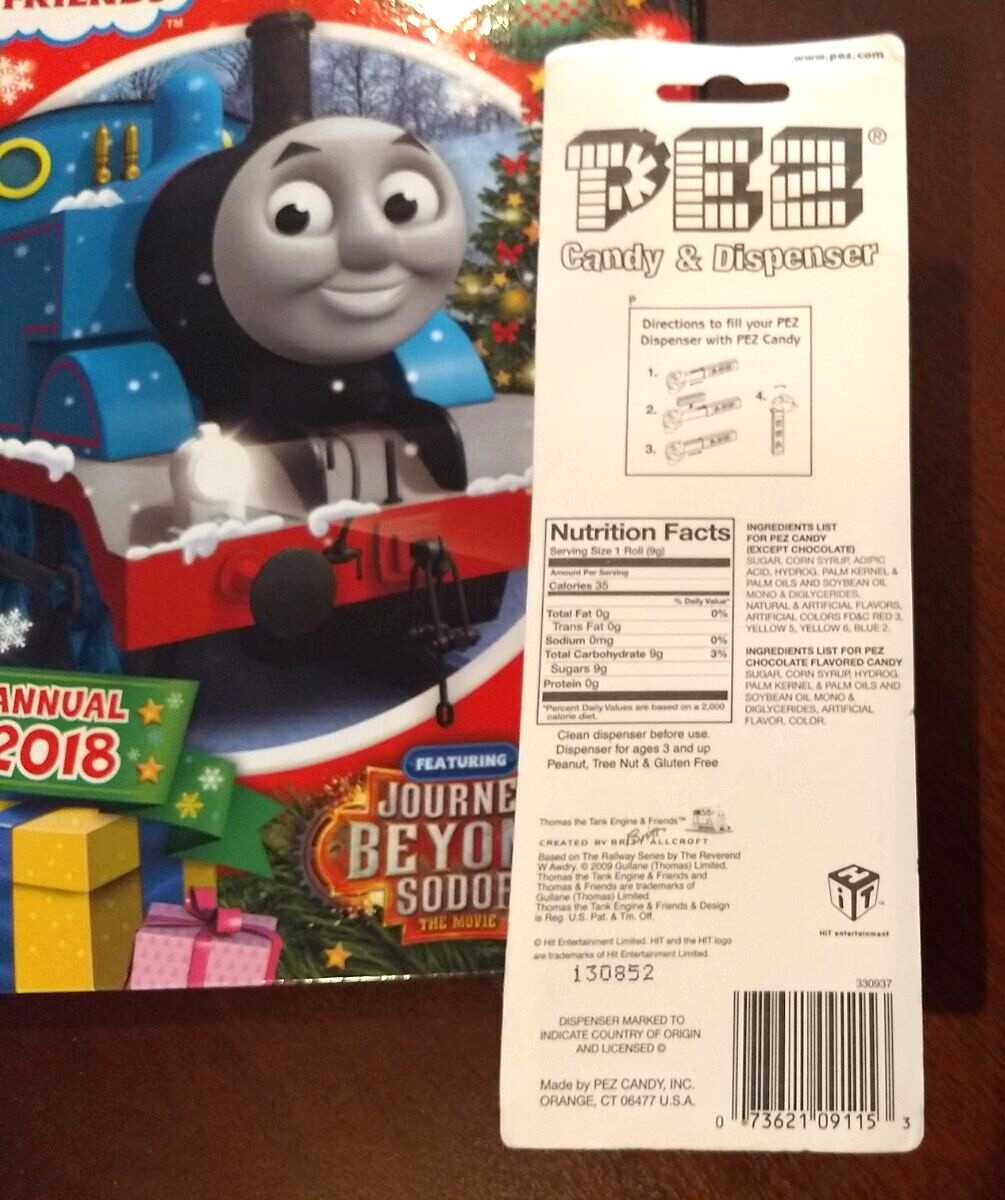 FRIENDS
TM
ANNUAL
2018
FEATURING
JOURNE
BEYON
SODOR
THE MOVIE
www.pez.com
PEZ®
Candy & Dispenser
P
Directions to fill your PEZ
Dispenser with PEZ Candy
1.
2.
3.
4.
Nutrition Facts
Serving Size 1 Roll (9g)
Amount Per Serving
Calories 35
% Daily Value*
Total Fat 0g 0%
Trans Fat 0g
Sodium 0mg 0%
Total Carbohydrate 9g 3%
Sugars 9g
Protein 0g
*Percent Daily Values are based on a 2,000
calorie diet.
INGREDIENTS LIST
FOR PEZ CANDY
(EXCEPT CHOCOLATE)
SUGAR, CORN SYRUP, ADIPIC
ACID, HYDROG. PALM KERNEL &
PALM OILS AND SOYBEAN OIL
MONO & DIGLYCERIDES,
NATURAL & ARTIFICIAL FLAVORS,
ARTIFICIAL COLORS FD&C RED 3,
YELLOW 5, YELLOW 6, BLUE 2.
INGREDIENTS LIST FOR PEZ
CHOCOLATE FLAVORED CANDY
SUGAR, CORN SYRUP, HYDROG.
PALM KERNEL & PALM OILS AND
SOYBEAN OIL MONO &
DIGLYCERIDES, ARTIFICIAL
FLAVOR, COLOR.
Clean dispenser before use.
Dispenser for ages 3 and up
Peanut, Tree Nut & Gluten Free
Thomas the Tank Engine & Friends™
CREATED BY BRITT ALLCROFT
Based on The Railway Series by The Reverend
W Awdry. © 2009 Gullane (Thomas) Limited.
Thomas the Tank Engine & Friends and
Thomas & Friends are trademarks of
Gullane (Thomas) Limited.
Thomas the Tank Engine & Friends & Design
is Reg. U.S. Pat. & Tm. Off.
HiT™
HiT entertainment
© Hit Entertainment Limited. HIT and the HIT logo
are trademarks of Hit Entertainment Limited.
130852
330937
DISPENSER MARKED TO
INDICATE COUNTRY OF ORIGIN
AND LICENSED ©
Made by PEZ CANDY, INC.
ORANGE, CT 06477 U.S.A.
0 73621 09115 3